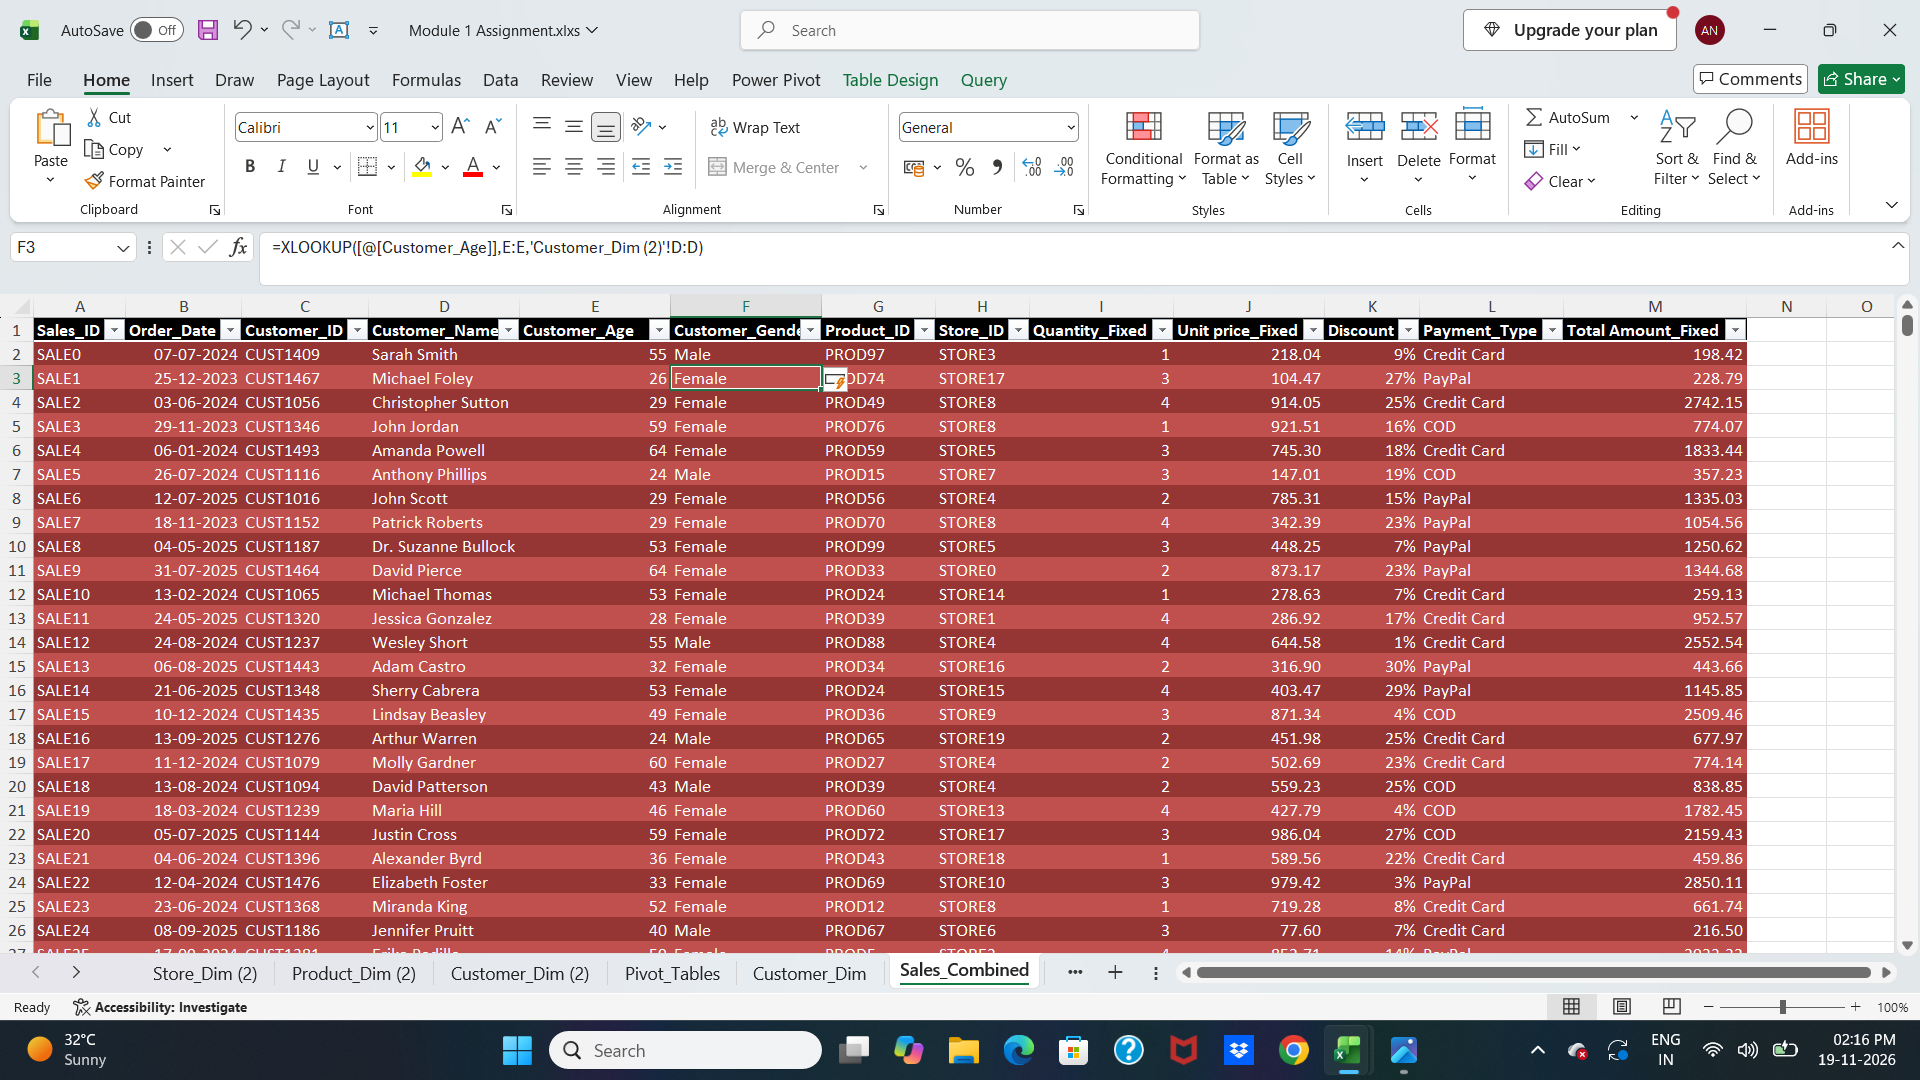 AutoSave Off Module 1 Assignment.xlxs Search Upgrade your plan AN
File Home Insert Draw Page Layout Formulas Data Review View Help Power Pivot Table Design Query Comments Share
Paste Cut Copy Format Painter Clipboard
Calibri 11 B I U A Font
Wrap Text Merge & Center Alignment
General % Number
Conditional Formatting Format as Table Cell Styles Styles
Insert Delete Format Cells
AutoSum Fill Clear Sort & Filter Find & Select Editing
Add-ins Add-ins
F3 fx =XLOOKUP([@[Customer_Age]],E:E,'Customer_Dim (2)'!D:D)
A B C D E F G H I J K L M N O
1 Sales_ID Order_Date Customer_ID Customer_Name Customer_Age Customer_Gende Product_ID Store_ID Quantity_Fixed Unit price_Fixed Discount Payment_Type Total Amount_Fixed
2 SALE0 07-07-2024 CUST1409 Sarah Smith 55 Male PROD97 STORE3 1 218.04 9% Credit Card 198.42
3 SALE1 25-12-2023 CUST1467 Michael Foley 26 Female OD74 STORE17 3 104.47 27% PayPal 228.79
4 SALE2 03-06-2024 CUST1056 Christopher Sutton 29 Female PROD49 STORE8 4 914.05 25% Credit Card 2742.15
5 SALE3 29-11-2023 CUST1346 John Jordan 59 Female PROD76 STORE8 1 921.51 16% COD 774.07
6 SALE4 06-01-2024 CUST1493 Amanda Powell 64 Female PROD59 STORE5 3 745.30 18% Credit Card 1833.44
7 SALE5 26-07-2024 CUST1116 Anthony Phillips 24 Male PROD15 STORE7 3 147.01 19% COD 357.23
8 SALE6 12-07-2025 CUST1016 John Scott 29 Female PROD56 STORE4 2 785.31 15% PayPal 1335.03
9 SALE7 18-11-2023 CUST1152 Patrick Roberts 29 Female PROD70 STORE8 4 342.39 23% PayPal 1054.56
10 SALE8 04-05-2025 CUST1187 Dr. Suzanne Bullock 53 Female PROD99 STORE5 3 448.25 7% PayPal 1250.62
11 SALE9 31-07-2025 CUST1464 David Pierce 64 Female PROD33 STORE0 2 873.17 23% PayPal 1344.68
12 SALE10 13-02-2024 CUST1065 Michael Thomas 53 Female PROD24 STORE14 1 278.63 7% Credit Card 259.13
13 SALE11 24-05-2025 CUST1320 Jessica Gonzalez 28 Female PROD39 STORE1 4 286.92 17% Credit Card 952.57
14 SALE12 24-08-2024 CUST1237 Wesley Short 55 Male PROD88 STORE4 4 644.58 1% Credit Card 2552.54
15 SALE13 06-08-2025 CUST1443 Adam Castro 32 Female PROD34 STORE16 2 316.90 30% PayPal 443.66
16 SALE14 21-06-2025 CUST1348 Sherry Cabrera 53 Female PROD24 STORE15 4 403.47 29% PayPal 1145.85
17 SALE15 10-12-2024 CUST1435 Lindsay Beasley 49 Female PROD36 STORE9 3 871.34 4% COD 2509.46
18 SALE16 13-09-2025 CUST1276 Arthur Warren 24 Male PROD65 STORE19 2 451.98 25% Credit Card 677.97
19 SALE17 11-12-2024 CUST1079 Molly Gardner 60 Female PROD27 STORE4 2 502.69 23% Credit Card 774.14
20 SALE18 13-08-2024 CUST1094 David Patterson 43 Male PROD39 STORE4 2 559.23 25% COD 838.85
21 SALE19 18-03-2024 CUST1239 Maria Hill 46 Female PROD60 STORE13 4 427.79 4% COD 1782.45
22 SALE20 05-07-2025 CUST1144 Justin Cross 59 Female PROD72 STORE17 3 986.04 27% COD 2159.43
23 SALE21 04-06-2024 CUST1396 Alexander Byrd 36 Female PROD43 STORE18 1 589.56 22% Credit Card 459.86
24 SALE22 12-04-2024 CUST1476 Elizabeth Foster 33 Female PROD69 STORE10 3 979.42 3% PayPal 2850.11
25 SALE23 23-06-2024 CUST1368 Miranda King 52 Female PROD12 STORE8 1 719.28 8% Credit Card 661.74
26 SALE24 08-09-2025 CUST1186 Jennifer Pruitt 40 Male PROD67 STORE6 3 77.60 7% Credit Card 216.50
Store_Dim (2) Product_Dim (2) Customer_Dim (2) Pivot_Tables Customer_Dim Sales_Combined
Ready Accessibility: Investigate 100%
32°C Sunny Search ENG IN 02:16 PM 19-11-2026